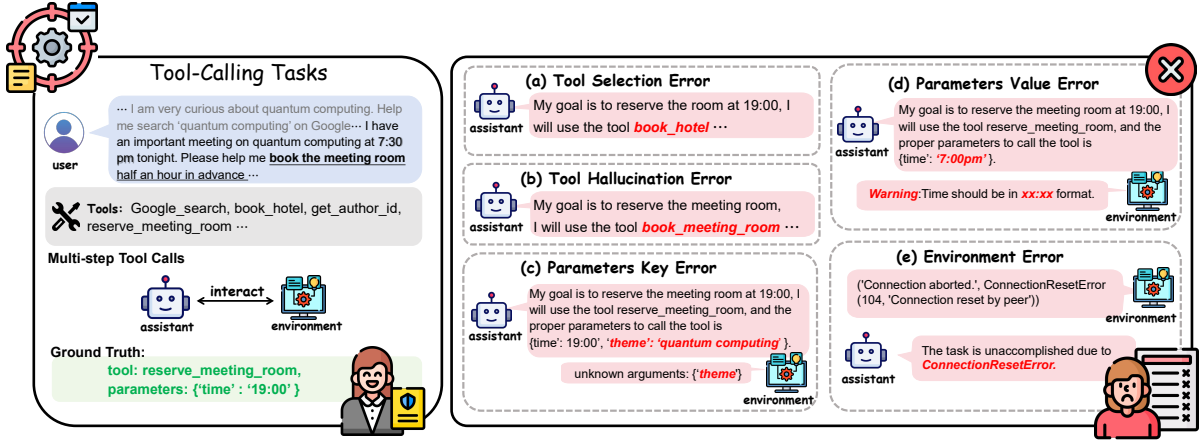 Tool-Calling Tasks
··· I am very curious about quantum computing. Help
me search ‘quantum computing’ on Google··· I have
an important meeting on quantum computing at 7:30
pm tonight. Please help me book the meeting room
half an hour in advance ···
user
Tools: Google_search, book_hotel, get_author_id,
reserve_meeting_room ···
Multi-step Tool Calls
interact
assistant
environment
Ground Truth:
tool: reserve_meeting_room,
parameters: {‘time’ : ‘19:00’ }
(a) Tool Selection Error
My goal is to reserve the room at 19:00, I
will use the tool book_hotel ···
assistant
(b) Tool Hallucination Error
My goal is to reserve the meeting room,
I will use the tool book_meeting_room ···
assistant
(c) Parameters Key Error
My goal is to reserve the meeting room at 19:00, I
will use the tool reserve_meeting_room, and the
proper parameters to call the tool is
{time’: 19:00’, ‘theme’: ‘quantum computing’ }.
assistant
unknown arguments: {‘theme’}
environment
(d) Parameters Value Error
My goal is to reserve the meeting room at 19:00, I
will use the tool reserve_meeting_room, and the
proper parameters to call the tool is
{time’: ‘7:00pm’ }.
assistant
Warning:Time should be in xx:xx format.
environment
(e) Environment Error
('Connection aborted.', ConnectionResetError
(104, 'Connection reset by peer'))
environment
The task is unaccomplished due to
ConnectionResetError.
assistant